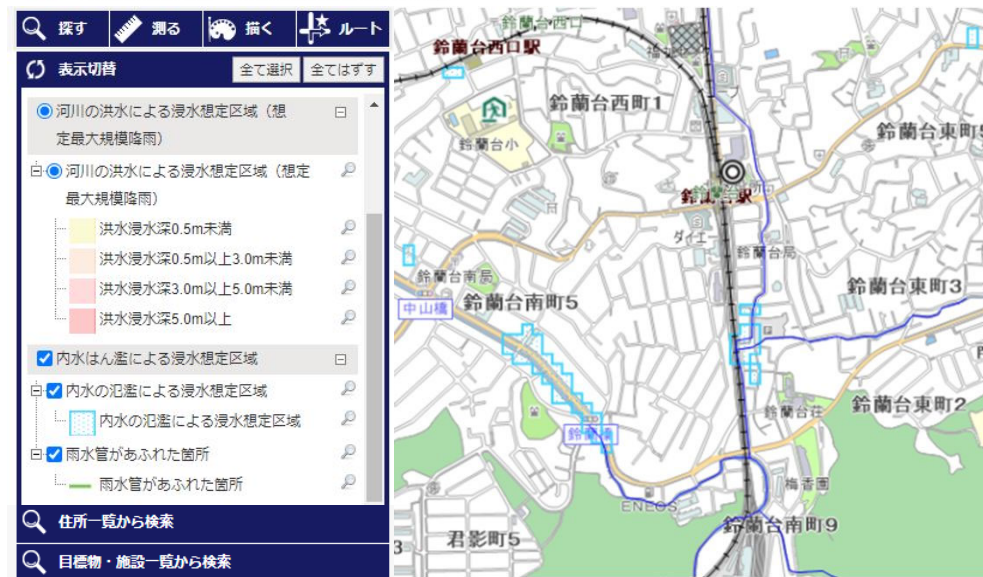 探す
測る
描く
ルート
表示切替
全て選択
全てはずす
河川の洪水による浸水想定区域（想
定最大規模降雨）
河川の洪水による浸水想定区域（想定
最大規模降雨）
洪水浸水深0.5m未満
洪水浸水深0.5m以上3.0m未満
洪水浸水深3.0m以上5.0m未満
洪水浸水深5.0m以上
内水はん濫による浸水想定区域
内水の氾濫による浸水想定区域
内水の氾濫による浸水想定区域
雨水管があふれた箇所
雨水管があふれた箇所
住所一覧から検索
目標物・施設一覧から検索
鈴蘭台西口
鈴蘭台西口駅
鈴蘭台西町1
鈴蘭台小
鈴蘭台東町5
ダイエー
鈴蘭台局
鈴蘭台南局
中山橋
鈴蘭台南町5
鈴蘭台東町3
鈴蘭台荘
鈴蘭台東町2
鈴蘭橋
梅香園
ENEOS
鈴蘭台南町9
3
君影町5